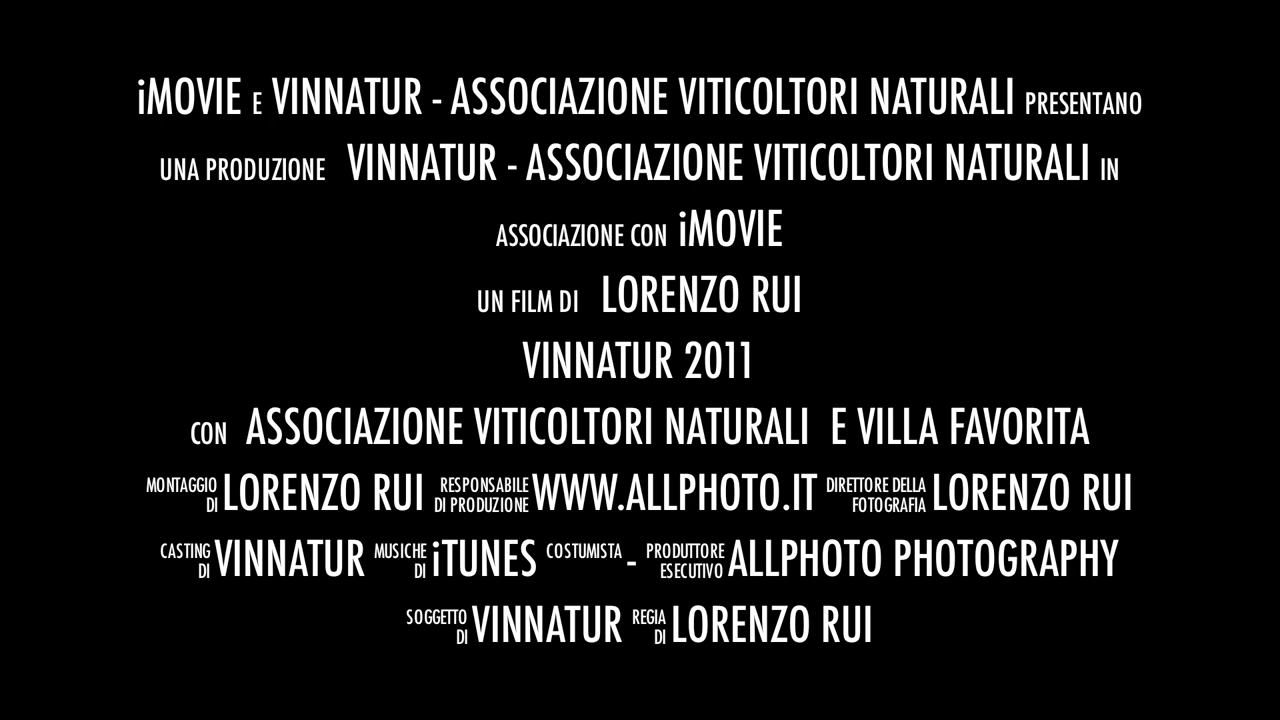 iMOVIE E VINNATUR - ASSOCIAZIONE VITICOLTORI NATURALI PRESENTANO
UNA PRODUZIONE VINNATUR - ASSOCIAZIONE VITICOLTORI NATURALI IN
ASSOCIAZIONE CON iMOVIE
UN FILM DI LORENZO RUI
VINNATUR 2011
CON ASSOCIAZIONE VITICOLTORI NATURALI E VILLA FAVORITA
MONTAGGIO DI LORENZO RUI RESPONSABILE DI PRODUZIONE WWW.ALLPHOTO.IT DIRETTORE DELLA FOTOGRAFIA LORENZO RUI
CASTING DI VINNATUR MUSICHE DI iTUNES COSTUMISTA - PRODUTTORE ESECUTIVO ALLPHOTO PHOTOGRAPHY
SOGGETTO DI VINNATUR REGIA DI LORENZO RUI